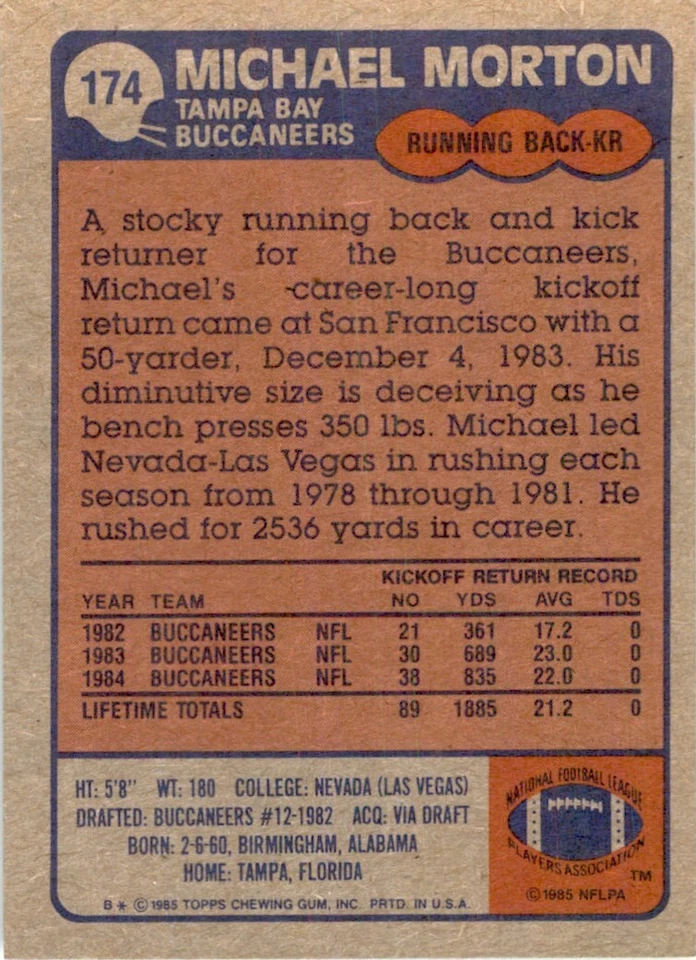 174
MICHAEL MORTON
TAMPA BAY
BUCCANEERS
RUNNING BACK-KR
A stocky running back and kick
returner for the Buccaneers,
Michael's career-long kickoff
return came at San Francisco with a
50-yarder, December 4, 1983. His
diminutive size is deceiving as he
bench presses 350 lbs. Michael led
Nevada-Las Vegas in rushing each
season from 1978 through 1981. He
rushed for 2536 yards in career.
KICKOFF RETURN RECORD
YEAR TEAM NO YDS AVG TDS
1982 BUCCANEERS NFL 21 361 17.2 0
1983 BUCCANEERS NFL 30 689 23.0 0
1984 BUCCANEERS NFL 38 835 22.0 0
LIFETIME TOTALS 89 1885 21.2 0
HT: 5'8" WT: 180 COLLEGE: NEVADA (LAS VEGAS)
DRAFTED: BUCCANEERS #12-1982 ACQ: VIA DRAFT
BORN: 2-6-60, BIRMINGHAM, ALABAMA
HOME: TAMPA, FLORIDA
B * © 1985 TOPPS CHEWING GUM, INC. PRTD. IN U.S.A.
NATIONAL FOOTBALL LEAGUE
PLAYERS ASSOCIATION
TM
© 1985 NFLPA